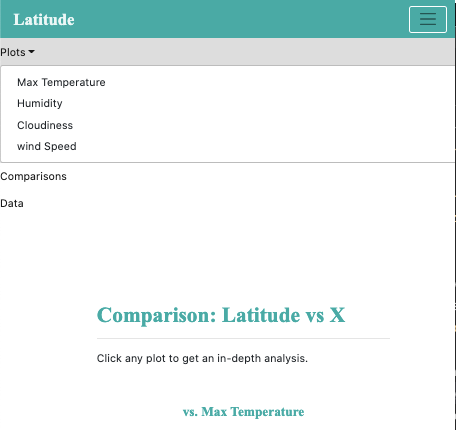 Latitude
Plots
Max Temperature
Humidity
Cloudiness
wind Speed
Comparisons
Data
Comparison: Latitude vs X
Click any plot to get an in-depth analysis.
vs. Max Temperature